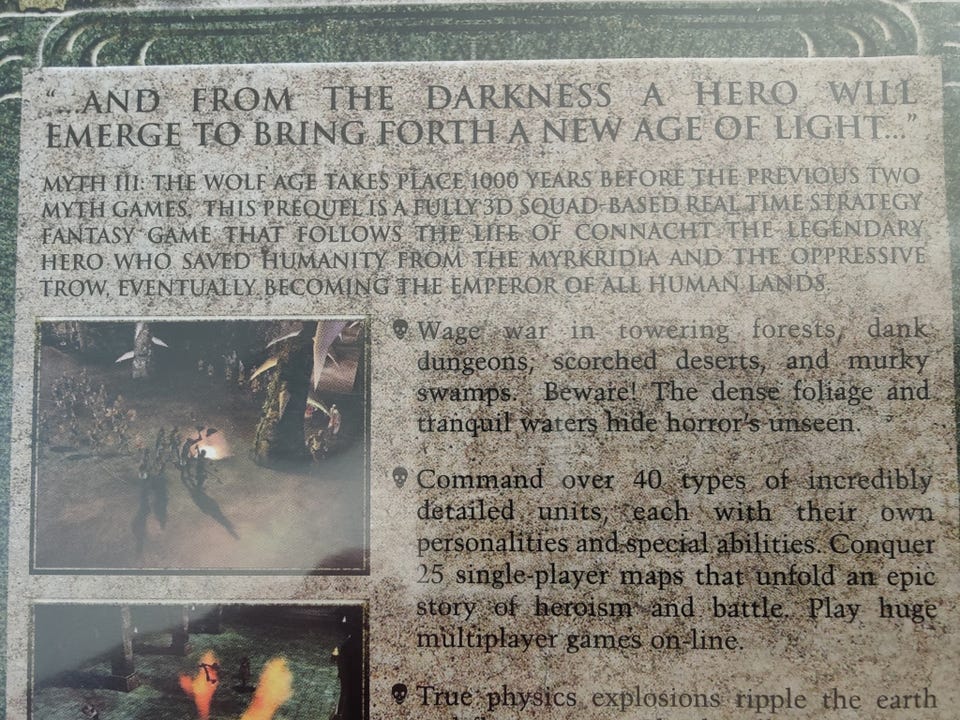 “...AND FROM THE DARKNESS A HERO WILL
EMERGE TO BRING FORTH A NEW AGE OF LIGHT...”
MYTH III: THE WOLF AGE TAKES PLACE 1000 YEARS BEFORE THE PREVIOUS TWO
MYTH GAMES. THIS PREQUEL IS A FULLY 3D SQUAD-BASED REAL TIME STRATEGY
FANTASY GAME THAT FOLLOWS THE LIFE OF CONNACHT THE LEGENDARY
HERO WHO SAVED HUMANITY FROM THE MYRKRIDIA AND THE OPPRESSIVE
TROW, EVENTUALLY BECOMING THE EMPEROR OF ALL HUMAN LANDS.
Wage war in towering forests, dank
dungeons, scorched deserts, and murky
swamps. Beware! The dense foliage and
tranquil waters hide horror's unseen.
Command over 40 types of incredibly
detailed units, each with their own
personalities and special abilities. Conquer
25 single-player maps that unfold an epic
story of heroism and battle. Play huge
multiplayer games on-line.
True physics explosions ripple the earth